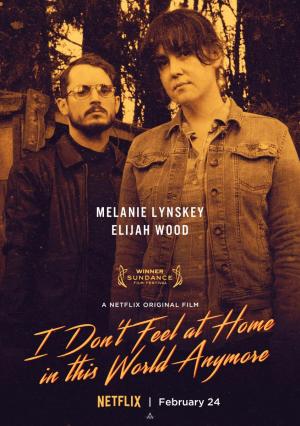 MELANIE LYNSKEY
ELIJAH WOOD
WINNER
SUNDANCE
FILM FESTIVAL
A NETFLIX ORIGINAL FILM
I Don't Feel at Home
in this World Anymore
NETFLIX | February 24